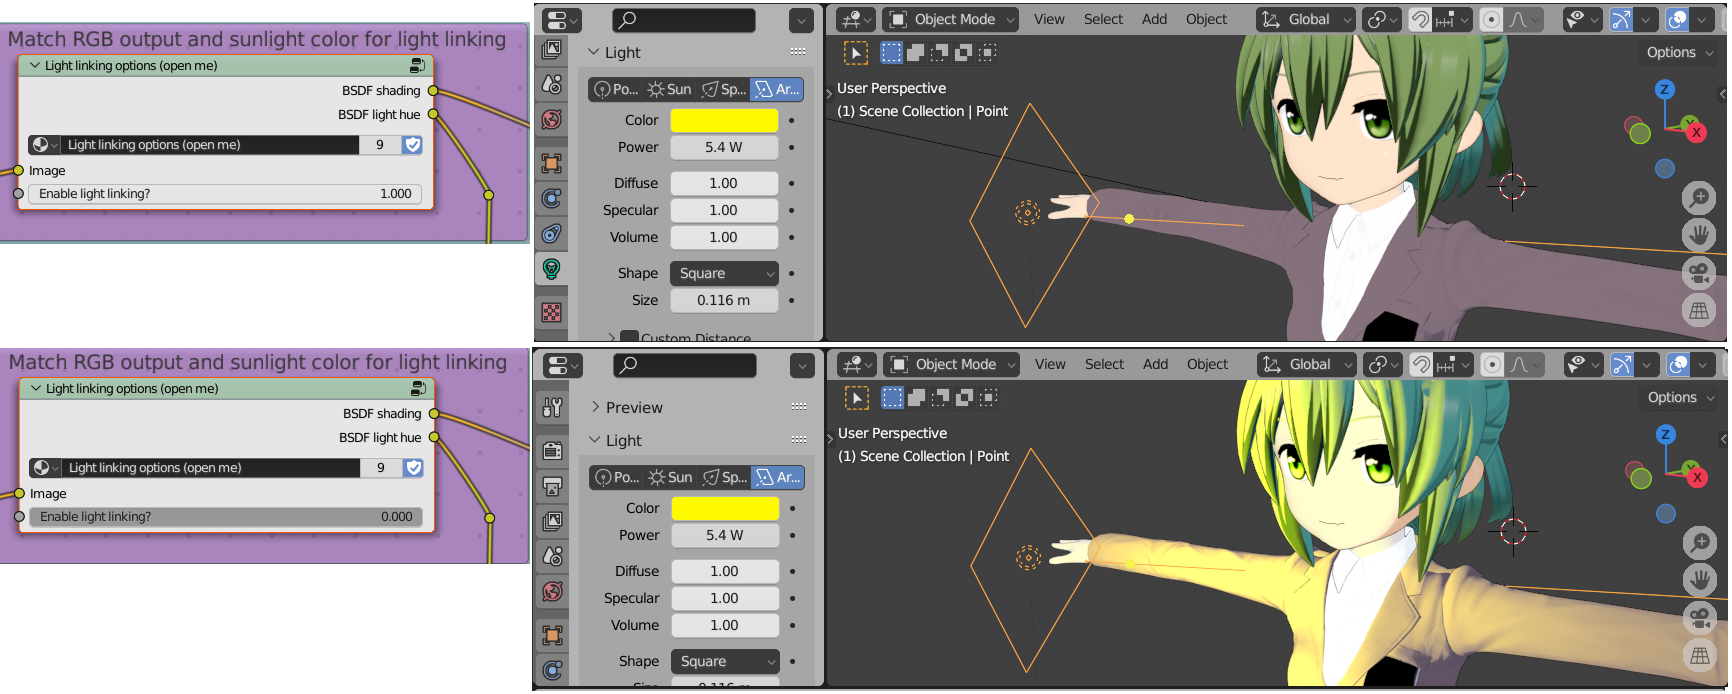 Match RGB output and sunlight color for light linking
Light linking options (open me)
BSDF shading
BSDF light hue
Light linking options (open me) 9
Image
Enable light linking? 1.000
Light
Po... Sun Sp... Ar...
Color
Power 5.4 W
Diffuse 1.00
Specular 1.00
Volume 1.00
Shape Square
Size 0.116 m
Custom Distance
Object Mode View Select Add Object Global
Options
User Perspective
(1) Scene Collection | Point
Z
Y
X
Match RGB output and sunlight color for light linking
Light linking options (open me)
BSDF shading
BSDF light hue
Light linking options (open me) 9
Image
Enable light linking? 0.000
Preview
Light
Po... Sun Sp... Ar...
Color
Power 5.4 W
Diffuse 1.00
Specular 1.00
Volume 1.00
Shape Square
Size 0.116 m
Object Mode View Select Add Object Global
Options
User Perspective
(1) Scene Collection | Point
Z
Y
X